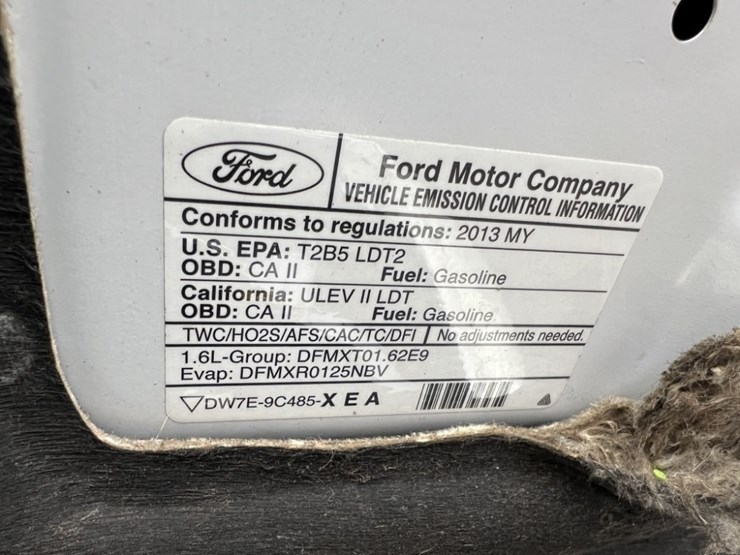 Ford
Ford Motor Company
VEHICLE EMISSION CONTROL INFORMATION
Conforms to regulations: 2013 MY
U.S. EPA: T2B5 LDT2
OBD: CA II Fuel: Gasoline
California: ULEV II LDT
OBD: CA II Fuel: Gasoline.
TWC/HO2S/AFS/CAC/TC/DFI No adjustments needed.
1.6L-Group: DFMXT01.62E9
Evap: DFMXR0125NBV
DW7E-9C485-X E A